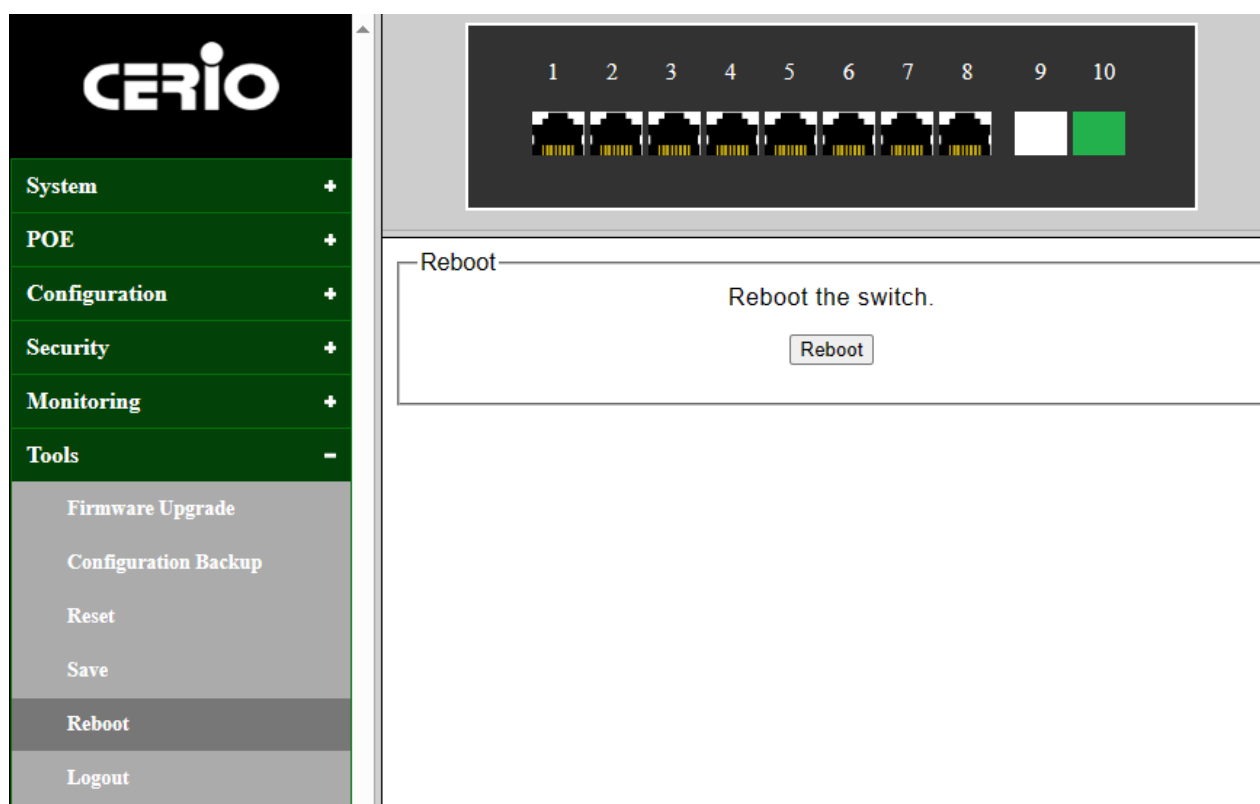 CERIO
System
POE
Configuration
Security
Monitoring
Tools
Firmware Upgrade
Configuration Backup
Reset
Save
Reboot
Logout
1 2 3 4 5 6 7 8 9 10
Reboot
Reboot the switch.
Reboot